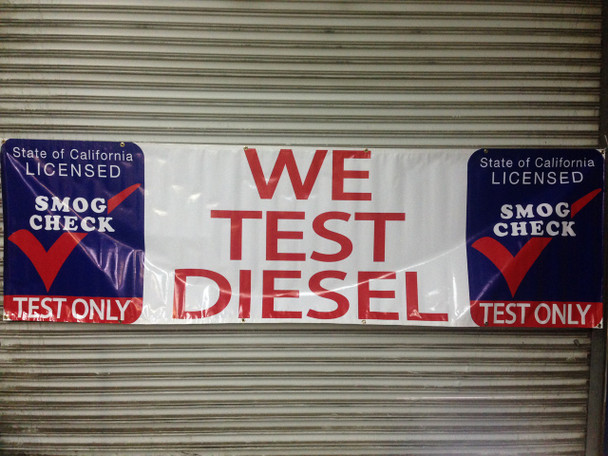 State of California
LICENSED
SMOG
CHECK
TEST ONLY
WE
TEST
DIESEL
State of California
LICENSED
SMOG
CHECK
TEST ONLY